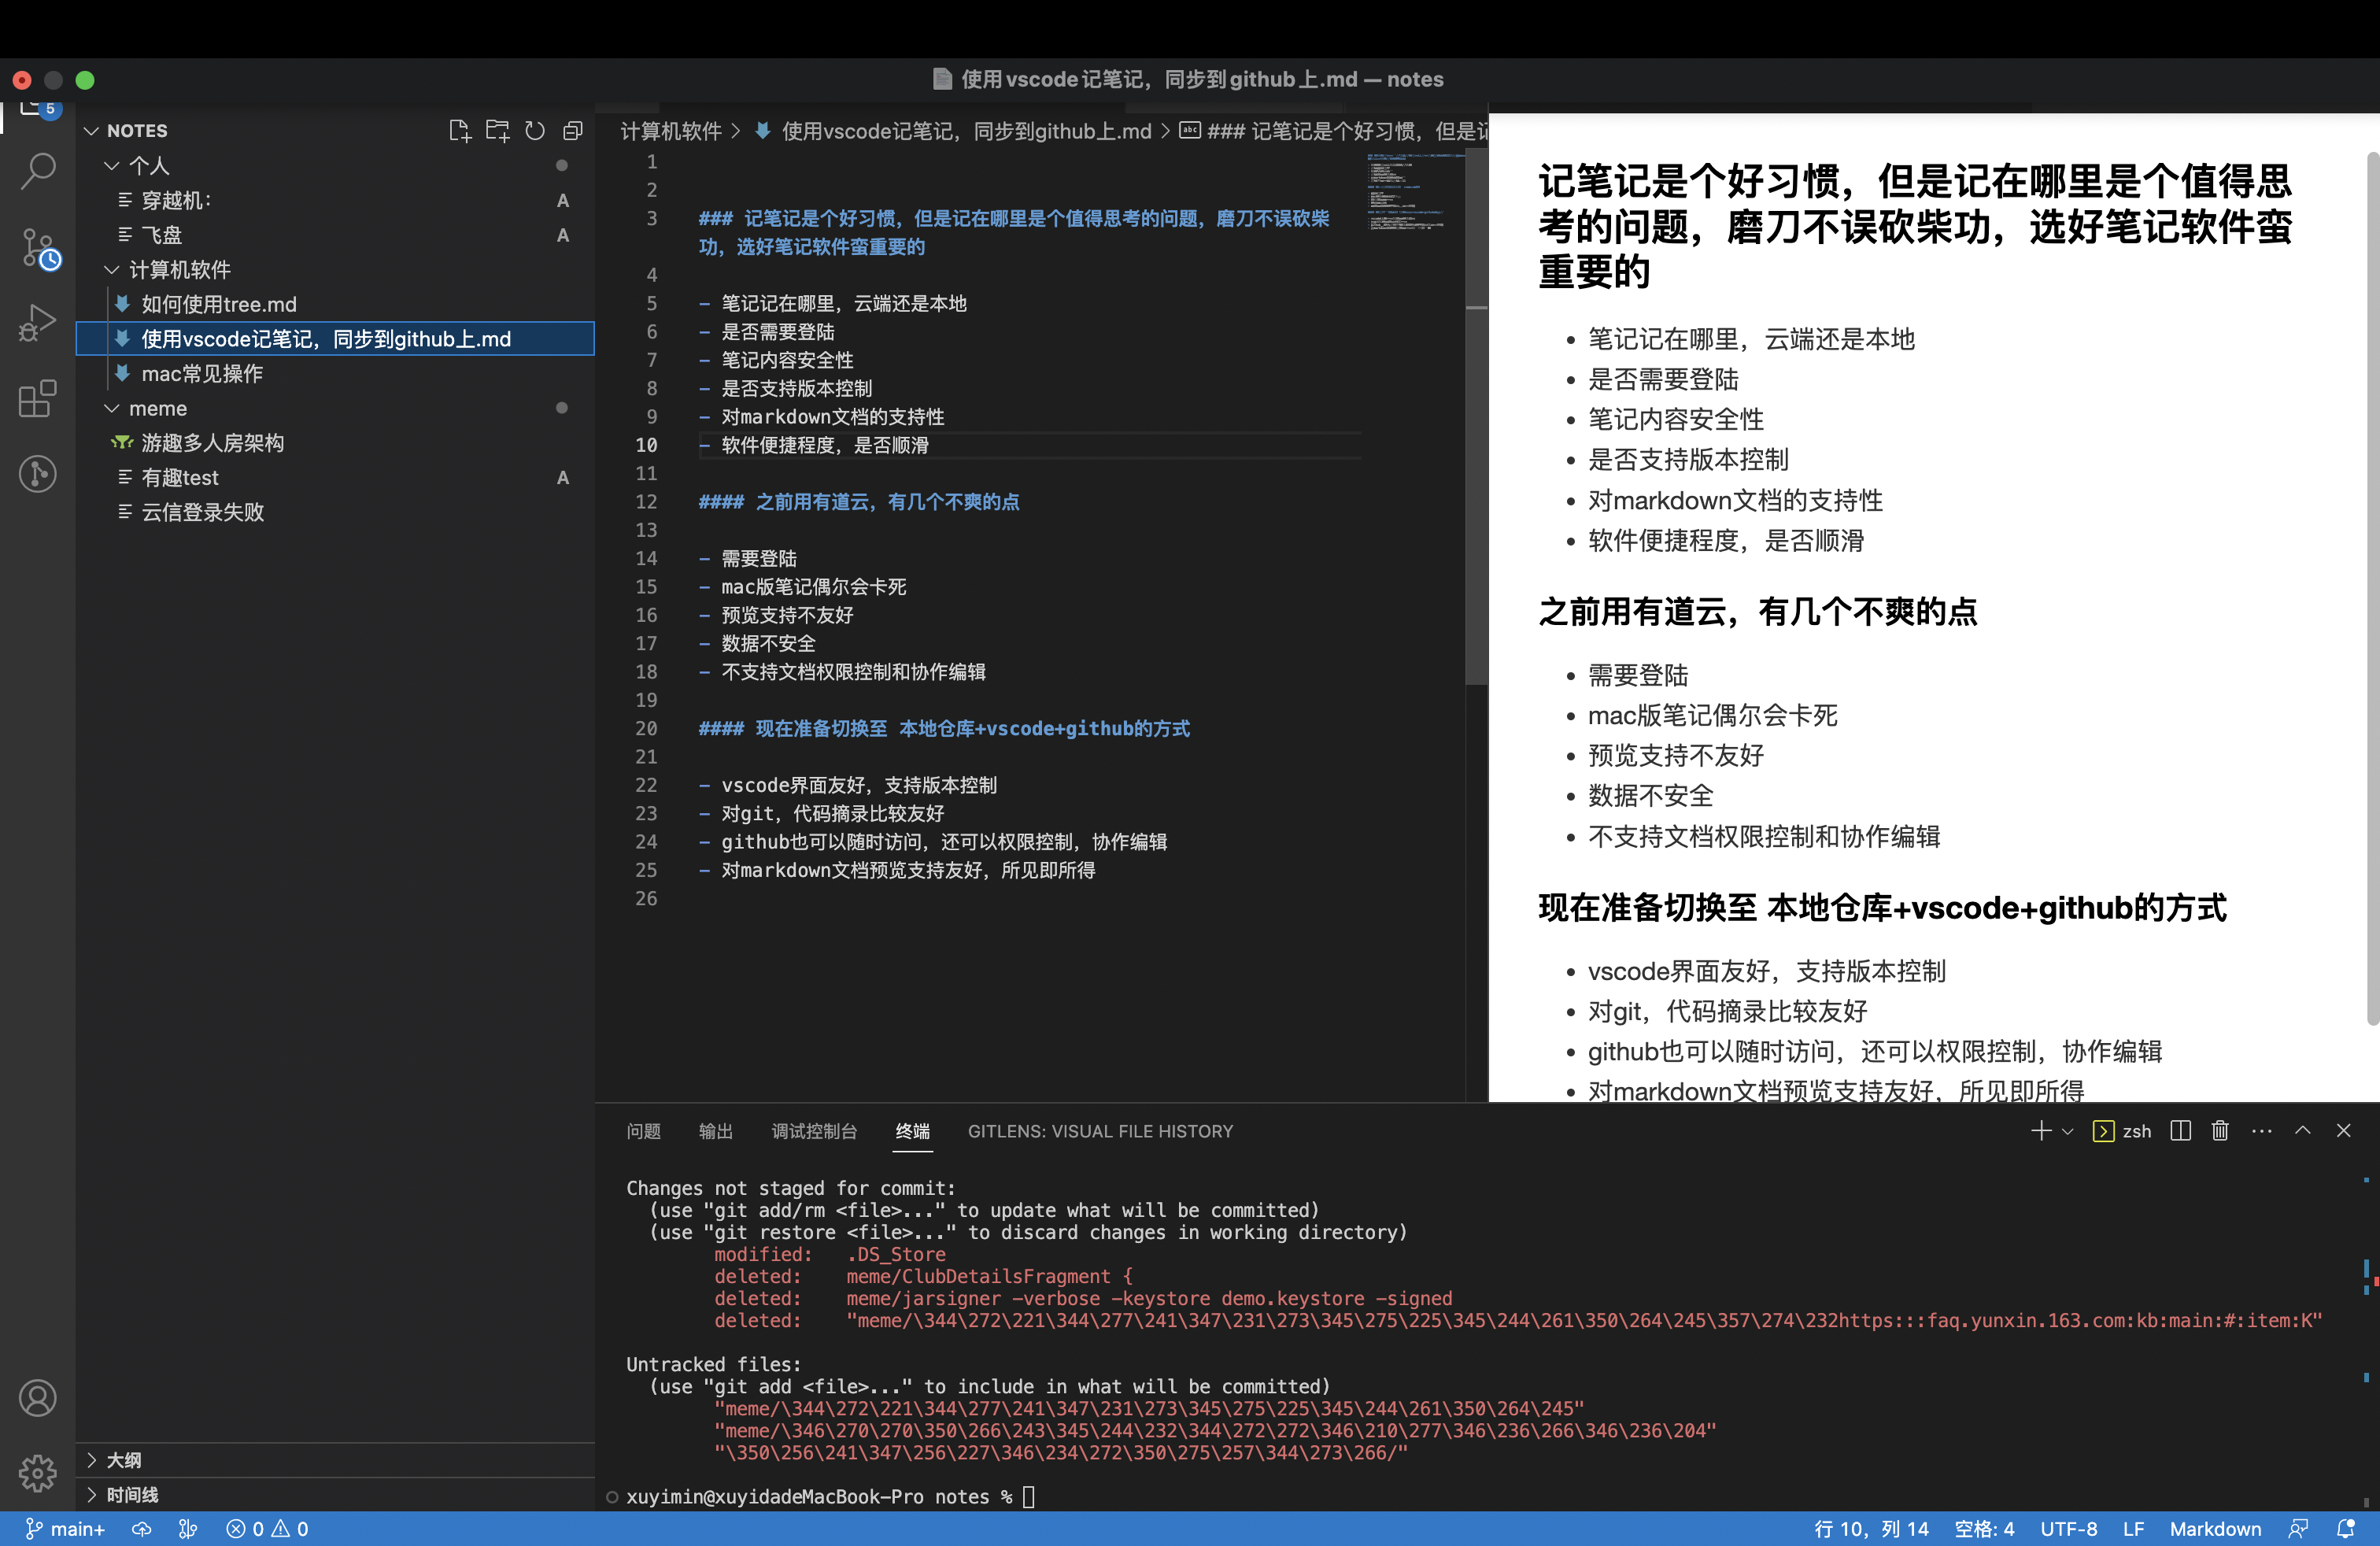 使用vscode记笔记，同步到github上.md — notes
5
NOTES
个人
穿越机：
A
飞盘
A
计算机软件
如何使用tree.md
使用vscode记笔记，同步到github上.md
mac常见操作
meme
游趣多人房架构
有趣test
A
云信登录失败
大纲
时间线
计算机软件 > 使用vscode记笔记，同步到github上.md > abc ### 记笔记是个好习惯，但是记
1
2
3 ### 记笔记是个好习惯，但是记在哪里是个值得思考的问题，磨刀不误砍柴
功，选好笔记软件蛮重要的
4
5 - 笔记记在哪里，云端还是本地
6 - 是否需要登陆
7 - 笔记内容安全性
8 - 是否支持版本控制
9 - 对markdown文档的支持性
10 - 软件便捷程度，是否顺滑
11
12 #### 之前用有道云，有几个不爽的点
13
14 - 需要登陆
15 - mac版笔记偶尔会卡死
16 - 预览支持不友好
17 - 数据不安全
18 - 不支持文档权限控制和协作编辑
19
20 #### 现在准备切换至 本地仓库+vscode+github的方式
21
22 - vscode界面友好，支持版本控制
23 - 对git，代码摘录比较友好
24 - github也可以随时访问，还可以权限控制，协作编辑
25 - 对markdown文档预览支持友好，所见即所得
26
记笔记是个好习惯，但是记在哪里是个值得思
考的问题，磨刀不误砍柴功，选好笔记软件蛮
重要的
• 笔记记在哪里，云端还是本地
• 是否需要登陆
• 笔记内容安全性
• 是否支持版本控制
• 对markdown文档的支持性
• 软件便捷程度，是否顺滑
之前用有道云，有几个不爽的点
• 需要登陆
• mac版笔记偶尔会卡死
• 预览支持不友好
• 数据不安全
• 不支持文档权限控制和协作编辑
现在准备切换至 本地仓库+vscode+github的方式
• vscode界面友好，支持版本控制
• 对git，代码摘录比较友好
• github也可以随时访问，还可以权限控制，协作编辑
• 对markdown文档预览支持友好，所见即所得
问题 输出 调试控制台 终端 GITLENS: VISUAL FILE HISTORY
zsh
Changes not staged for commit:
(use "git add/rm <file>..." to update what will be committed)
(use "git restore <file>..." to discard changes in working directory)
modified: .DS_Store
deleted: meme/ClubDetailsFragment {
deleted: meme/jarsigner -verbose -keystore demo.keystore -signed
deleted: "meme/\344\272\221\344\277\241\347\231\273\345\275\225\345\244\261\350\264\245\357\274\232https:::faq.yunxin.163.com:kb:main:#:item:K"
Untracked files:
(use "git add <file>..." to include in what will be committed)
"meme/\344\272\221\344\277\241\347\231\273\345\275\225\345\244\261\350\264\245"
"meme/\346\270\270\350\266\243\345\244\232\344\272\272\346\210\277\346\236\266\346\236\204"
"\350\256\241\347\256\227\346\234\272\350\275\257\344\273\266/"
xuyimin@xuyidadeMacBook-Pro notes %
main+ 0 0
行 10，列 14 空格: 4 UTF-8 LF Markdown